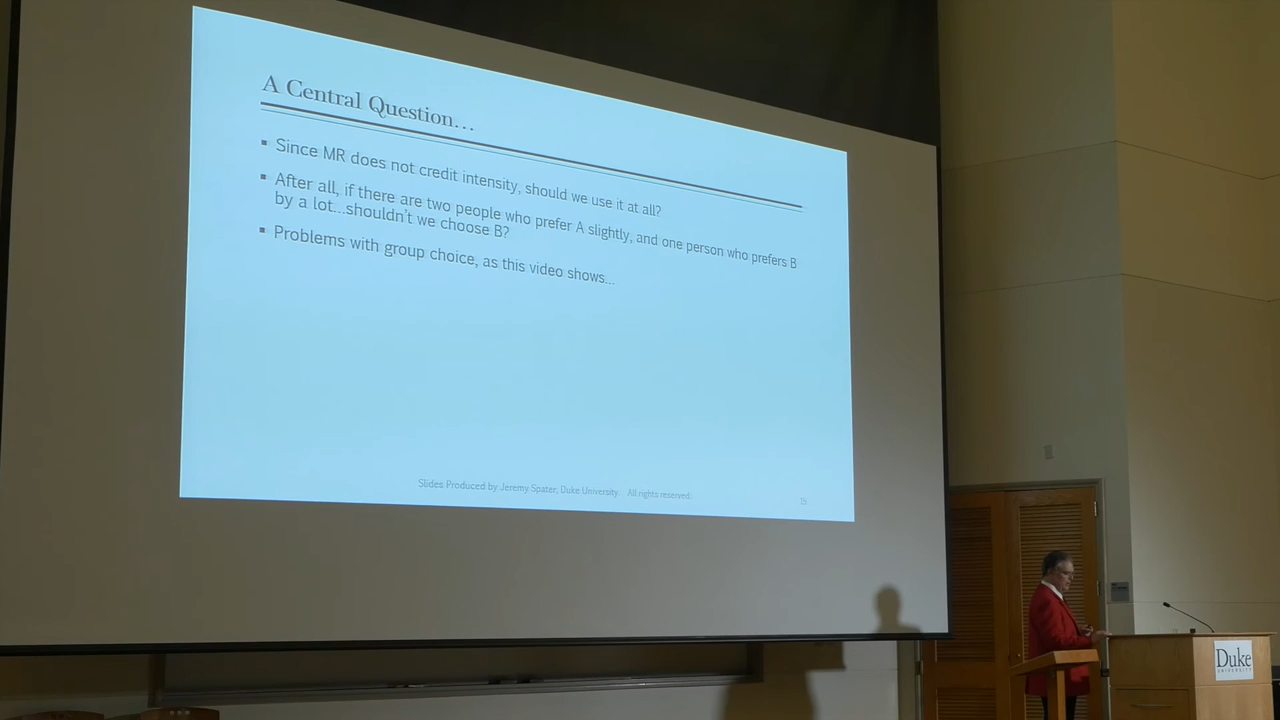 A Central Question...
▪ Since MR does not credit intensity, should we use it at all?
▪ After all, if there are two people who prefer A slightly, and one person who prefers B
by a lot...shouldn't we choose B?
▪ Problems with group choice, as this video shows...
Slides Produced by Jeremy Spater, Duke University. All rights reserved.
19
Duke
UNIVERSITY